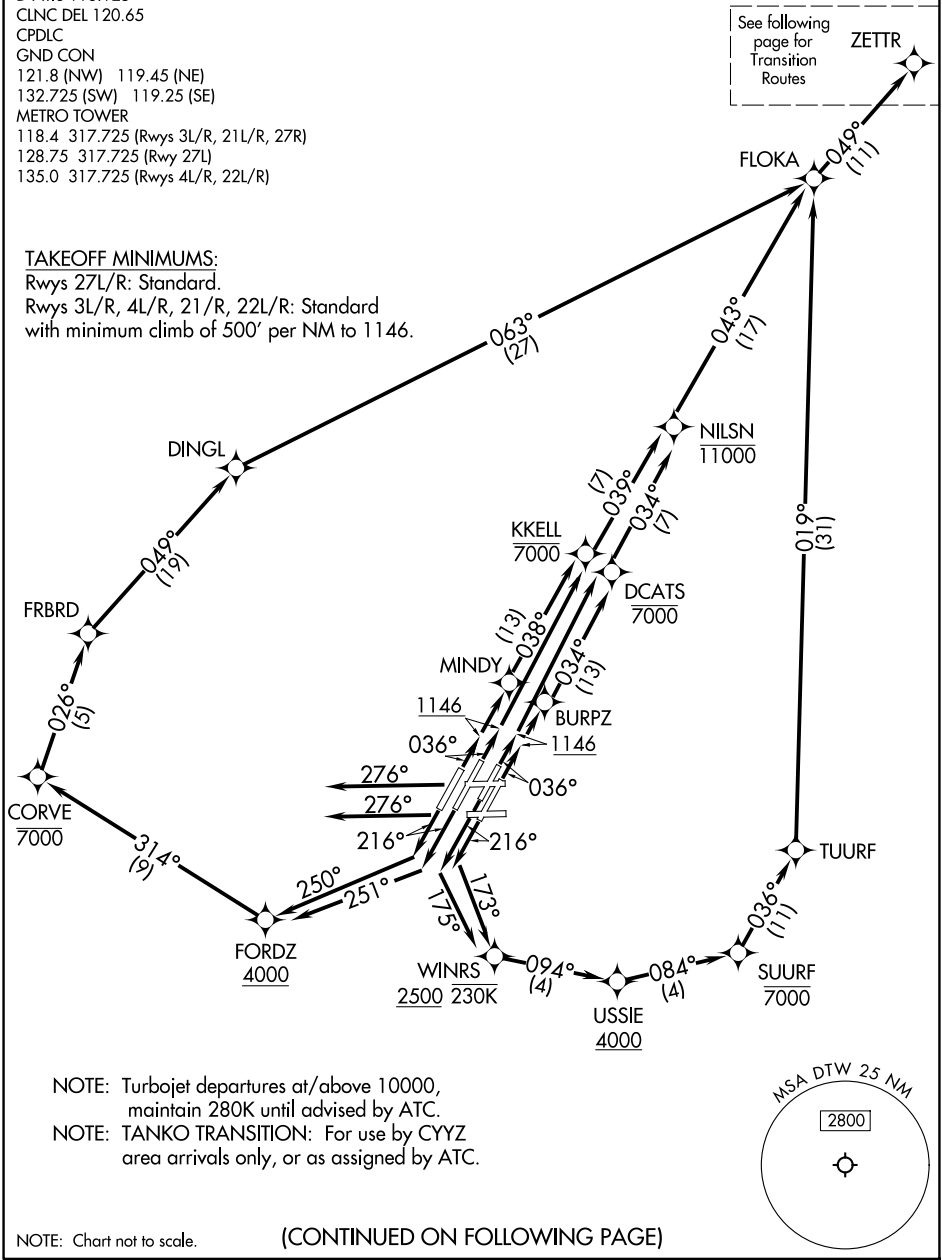 CLNC DEL 120.65
CPDLC
GND CON
121.8 (NW) 119.45 (NE)
132.725 (SW) 119.25 (SE)
METRO TOWER
118.4 317.725 (Rwys 3L/R, 21L/R, 27R)
128.75 317.725 (Rwy 27L)
135.0 317.725 (Rwys 4L/R, 22L/R)
See following
page for
Transition
Routes
ZETTR
049°
(11)
FLOKA
TAKEOFF MINIMUMS:
Rwys 27L/R: Standard.
Rwys 3L/R, 4L/R, 21/R, 22L/R: Standard
with minimum climb of 500' per NM to 1146.
063°
(27)
043°
(17)
DINGL
NILSN
11000
(7)
039°
034°
(7)
019°
(31)
049°
(19)
KKELL
7000
DCATS
7000
FRBRD
(13)
038°
034°
(13)
MINDY
026°
(5)
1146
BURPZ
036°
1146
276°
036°
CORVE
7000
276°
216°
216°
TUURF
314°
(9)
250°
251°
175°
173°
036°
(11)
FORDZ
4000
WINRS
2500 230K
094°
(4)
084°
(4)
SUURF
7000
USSIE
4000
NOTE: Turbojet departures at/above 10000,
maintain 280K until advised by ATC.
NOTE: TANKO TRANSITION: For use by CYYZ
area arrivals only, or as assigned by ATC.
MSA DTW 25 NM
2800
NOTE: Chart not to scale.
(CONTINUED ON FOLLOWING PAGE)